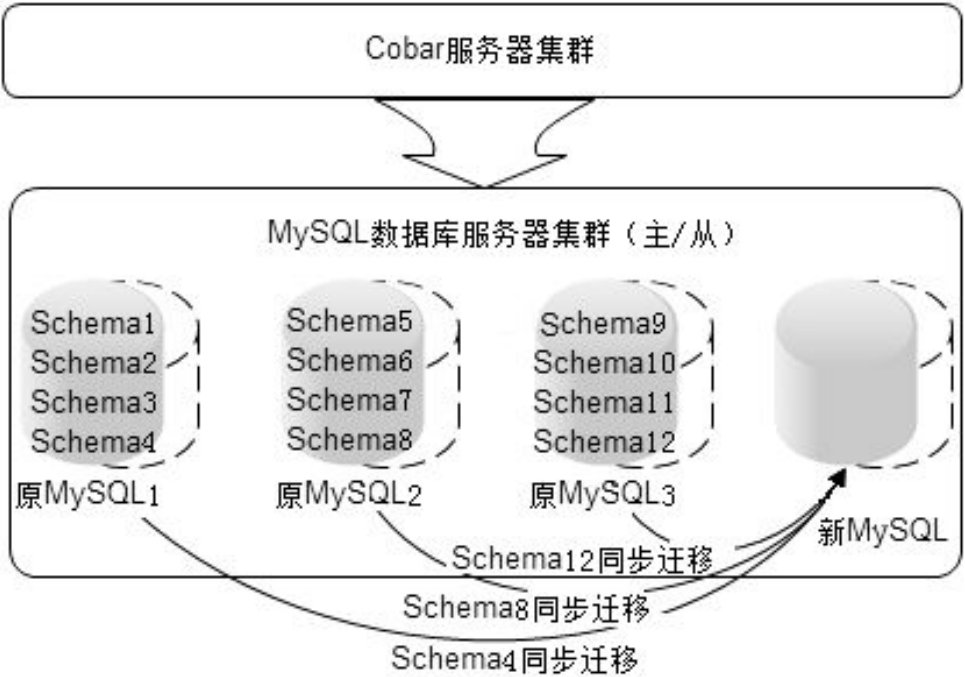 Cobar服务器集群
MySQL数据库服务器集群（主/从）
Schema1
Schema2
Schema3
Schema4
原MySQL1
Schema5
Schema6
Schema7
Schema8
原MySQL2
Schema9
Schema10
Schema11
Schema12
原MySQL3
新MySQL
Schema12同步迁移
Schema8同步迁移
Schema4同步迁移